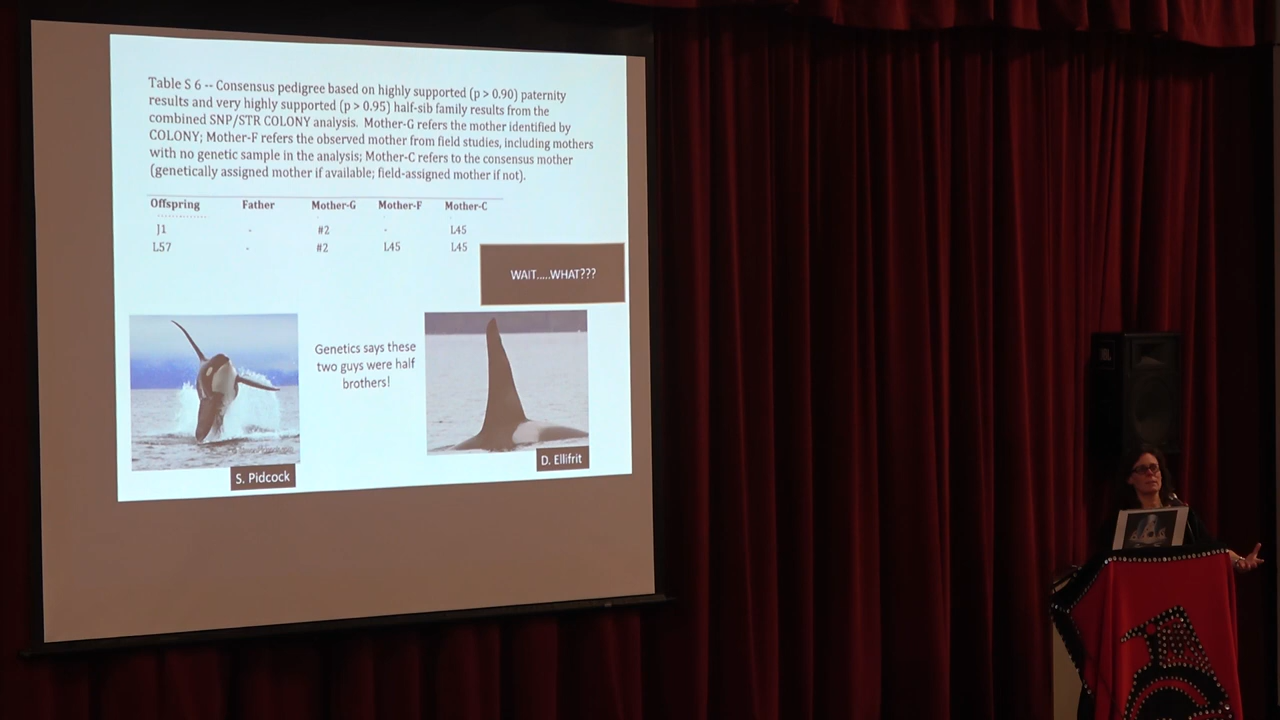 Table S 6 -- Consensus pedigree based on highly supported (p > 0.90) paternity
results and very highly supported (p > 0.95) half-sib family results from the
combined SNP/STR COLONY analysis. Mother-G refers the mother identified by
COLONY; Mother-F refers the observed mother from field studies, including mothers
with no genetic sample in the analysis; Mother-C refers to the consensus mother
(genetically assigned mother if available; field-assigned mother if not).
Offspring Father Mother-G Mother-F Mother-C
J1 - #2 - L45
L57 - #2 L45 L45
WAIT.....WHAT???
Genetics says these
two guys were half
brothers!
S. Pidcock
D. Ellifrit
JBL